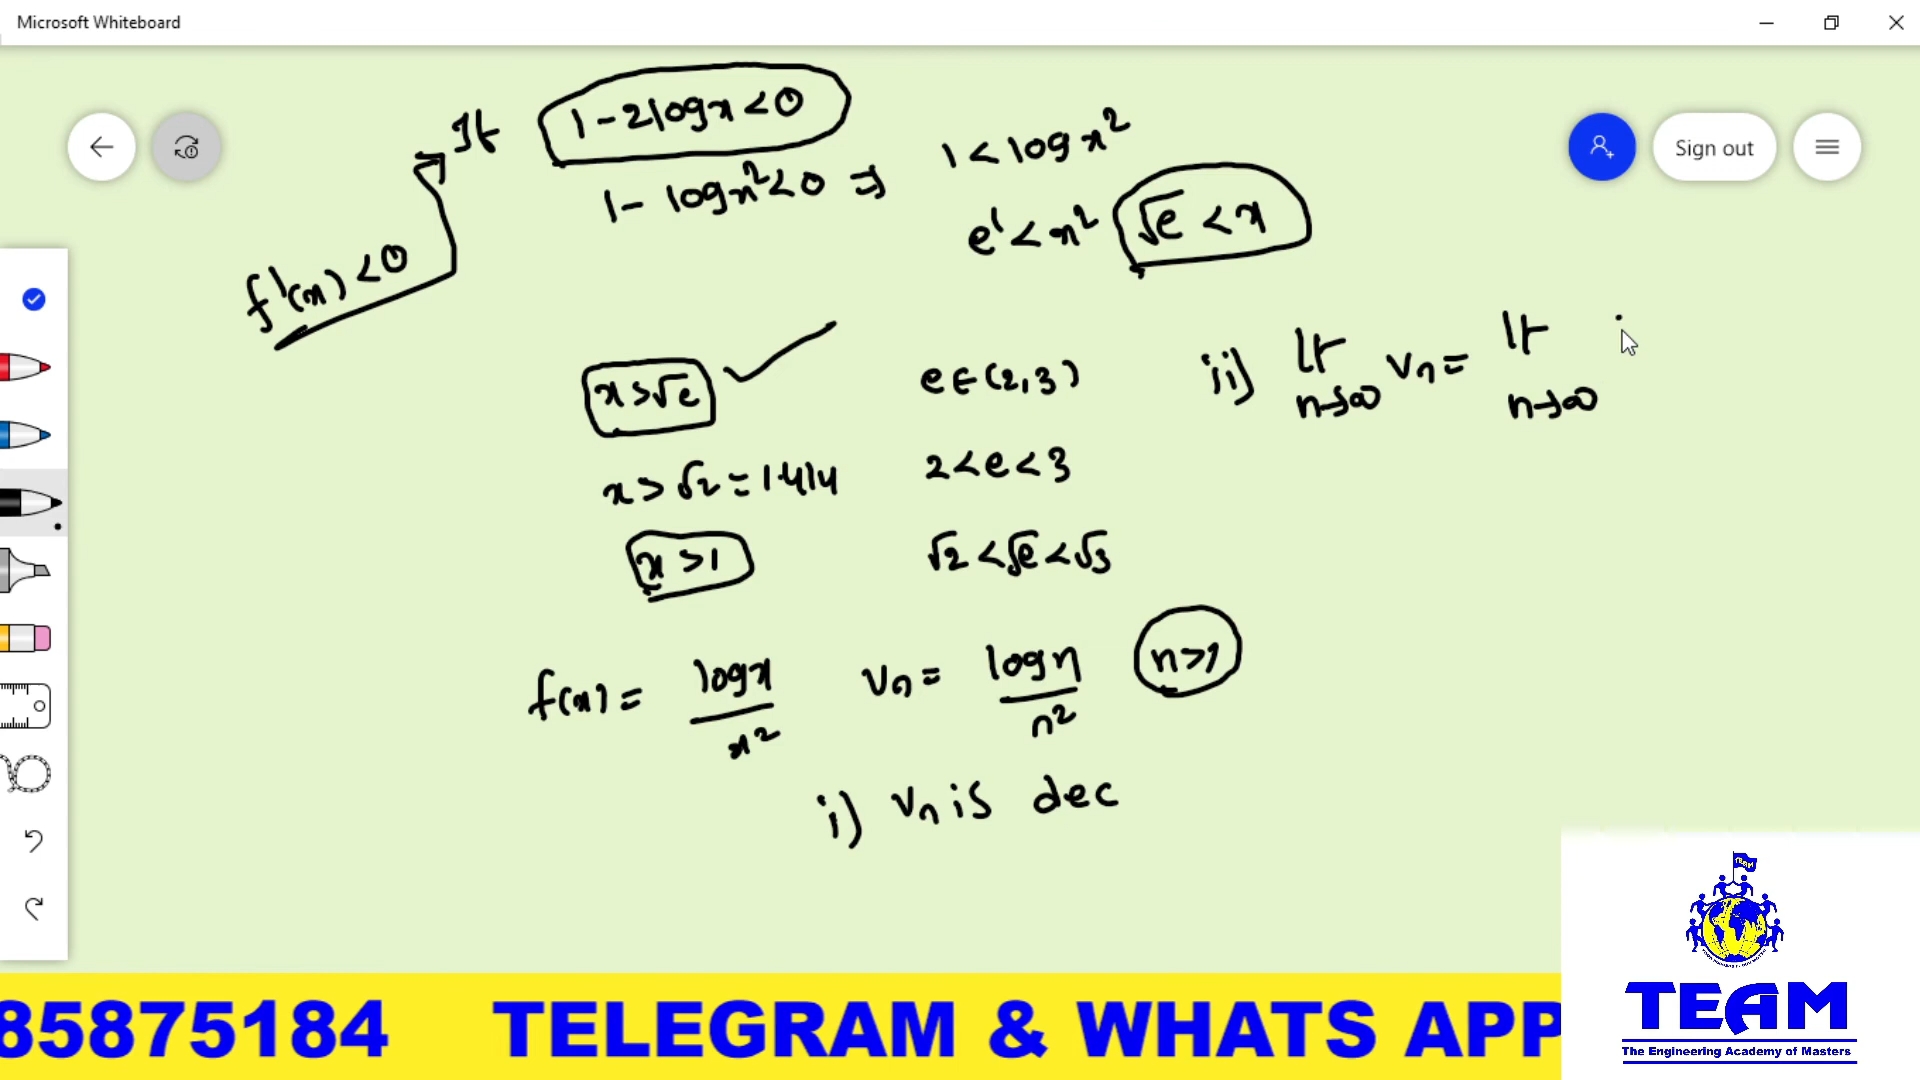 Microsoft Whiteboard
Sign out
If 1-2logx<0
1-logx²<0 ⇒ 1<logx²
e¹<x² √e<x
f'(x)<0
x>√e
e∈(2,3)
ii) lt n→∞ vn= lt n→∞
x>√2=1.414
2<e<3
x>1
√2<√e<√3
f(x)= logx/x² vn= logn/n² n>1
i) vn is dec
85875184 TELEGRAM & WHATS APP
TEAM
The Engineering Academy of Masters